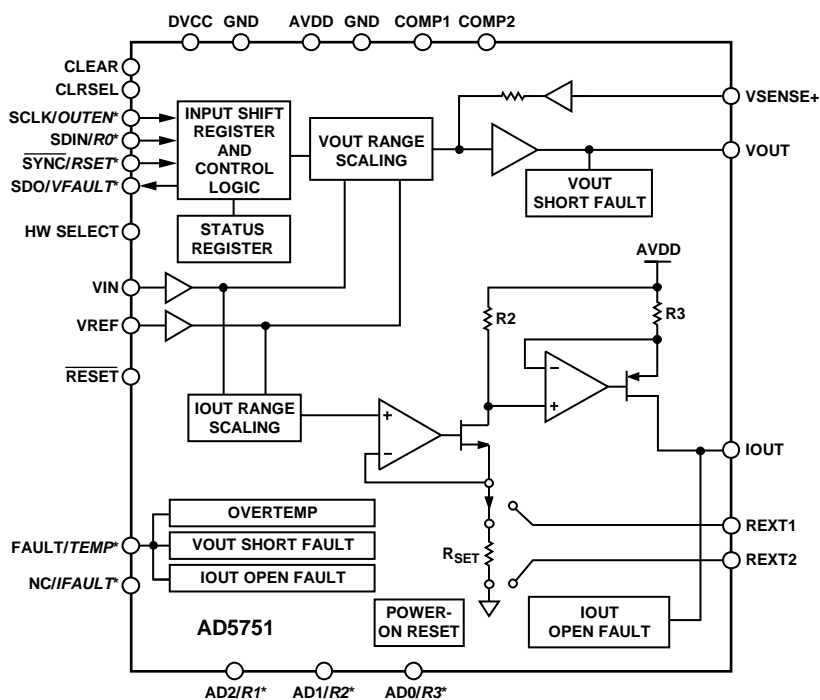 DVCC GND AVDD GND COMP1 COMP2
CLEAR
CLRSEL
SCLK/OUTEN*
SDIN/R0*
SYNC/RSET*
SDO/VFAULT*
HW SELECT
VIN
VREF
RESET
FAULT/TEMP*
NC/IFAULT*
INPUT SHIFT
REGISTER
AND
CONTROL
LOGIC
STATUS
REGISTER
VOUT RANGE
SCALING
VSENSE+
VOUT
VOUT
SHORT FAULT
AVDD
R2
R3
IOUT RANGE
SCALING
+
−
−
+
IOUT
RSET
REXT1
REXT2
OVERTEMP
VOUT SHORT FAULT
IOUT OPEN FAULT
AD5751
POWER-
ON RESET
IOUT
OPEN FAULT
AD2/R1* AD1/R2* AD0/R3*